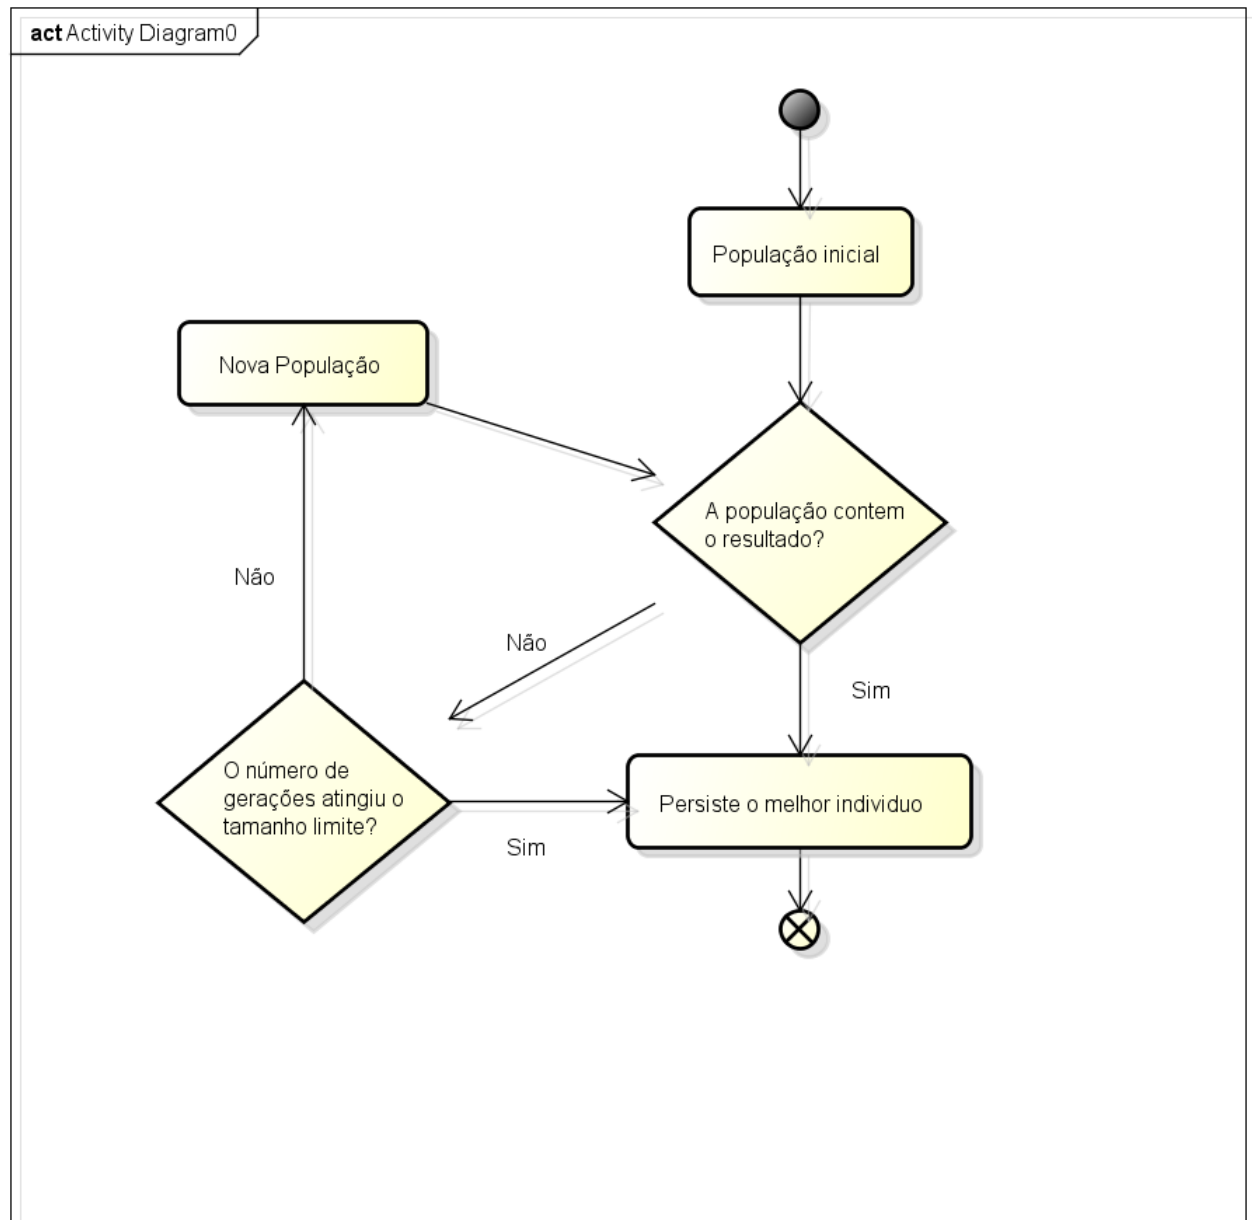 act Activity Diagram0
População inicial
Nova População
A população contem
o resultado?
Não
Não
Sim
O número de
gerações atingiu o
tamanho limite?
Persiste o melhor individuo
Sim